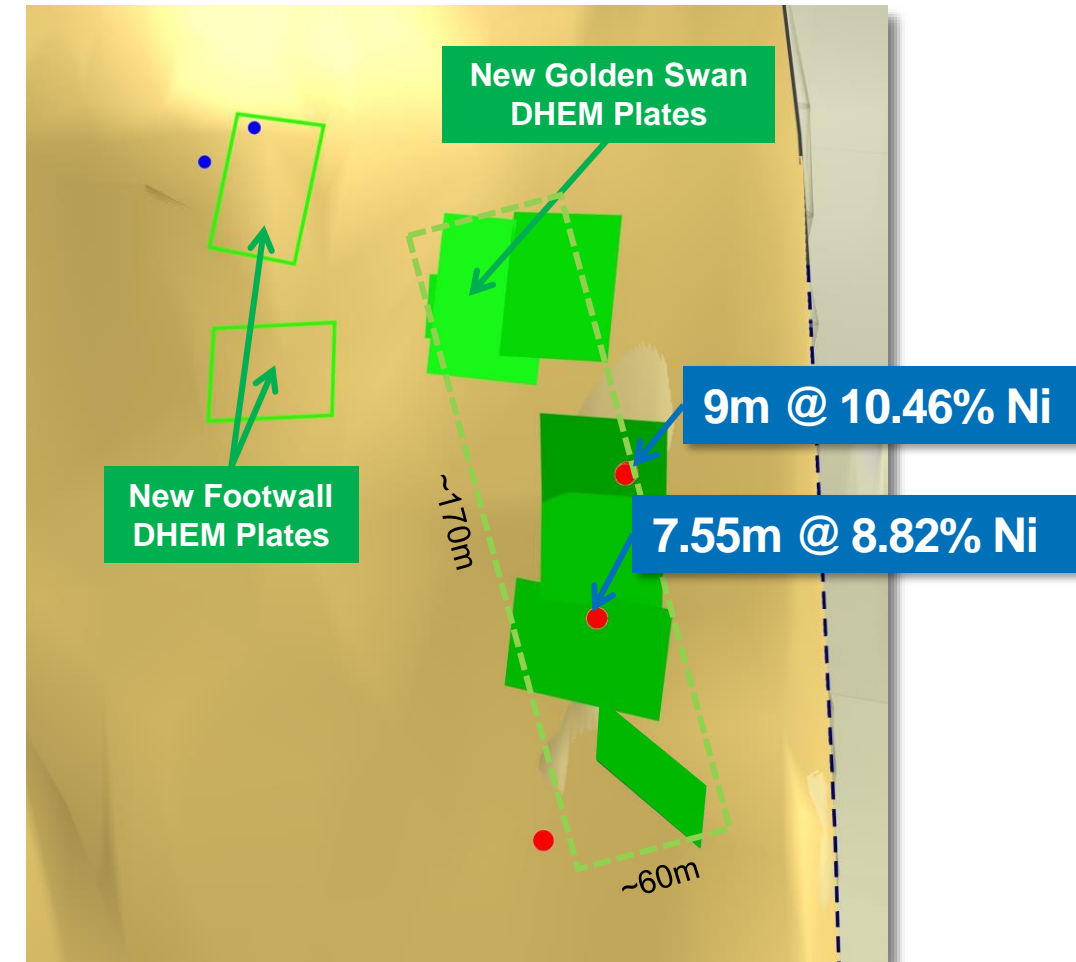 New Golden Swan
DHEM Plates
9m @ 10.46% Ni
New Footwall
DHEM Plates
~170m
7.55m @ 8.82% Ni
~60m